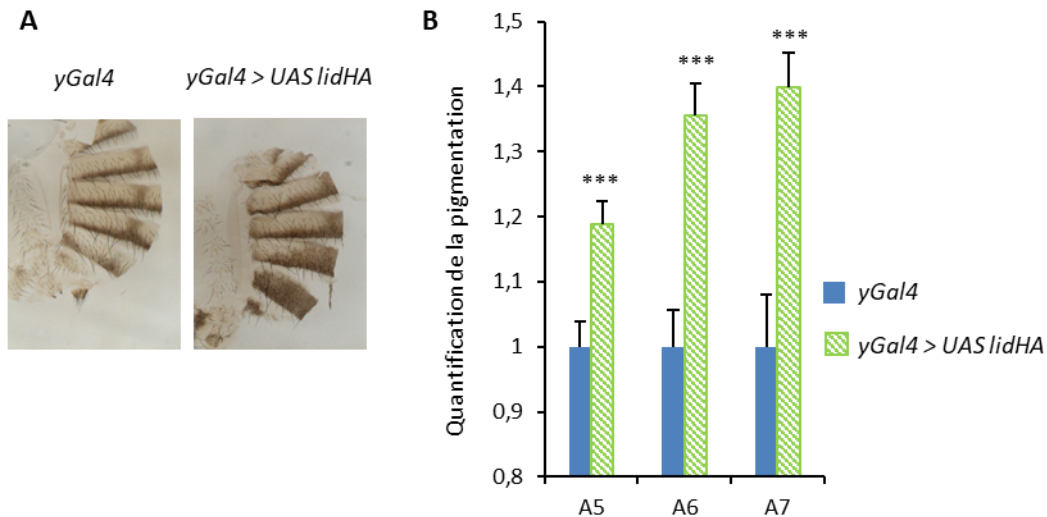 A
yGal4
yGal4 > UAS lidHA
B
Quantification de la pigmentation
1,5
1,4
1,3
1,2
1,1
1
0,9
0,8
***
***
***
A5
A6
A7
yGal4
yGal4 > UAS lidHA